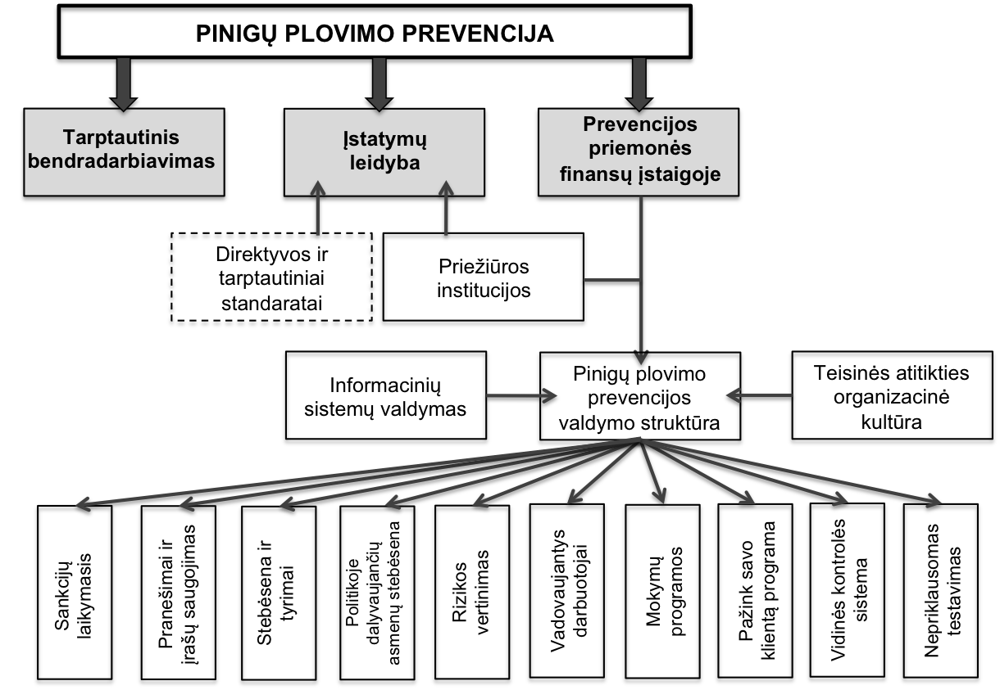 PINIGŲ PLOVIMO PREVENCIJA
Tarptautinis
bendradarbiavimas
Įstatymų
leidyba
Prevencijos
priemonės
finansų įstaigoje
Direktyvos ir
tarptautiniai
standaratai
Priežiūros
institucijos
Informacinių
sistemų valdymas
Pinigų plovimo
prevencijos
valdymo struktūra
Teisinės atitikties
organizacinė
kultūra
Sankcijų
laikymasis
Pranešimai ir
įrašų saugojimas
Stebėsena ir
tyrimai
Politikoje
dalyvaujančių
asmenų stebėsena
Rizikos
vertinimas
Vadovaujantys
darbuotojai
Mokymų
programos
Pažink savo
klientą programa
Vidinės kontrolės
sistema
Nepriklausomas
testavimas